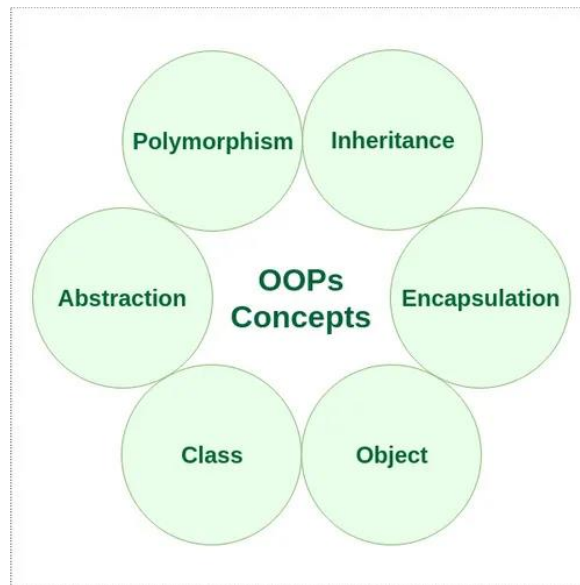 Polymorphism
Inheritance
Abstraction
OOPs
Concepts
Encapsulation
Class
Object